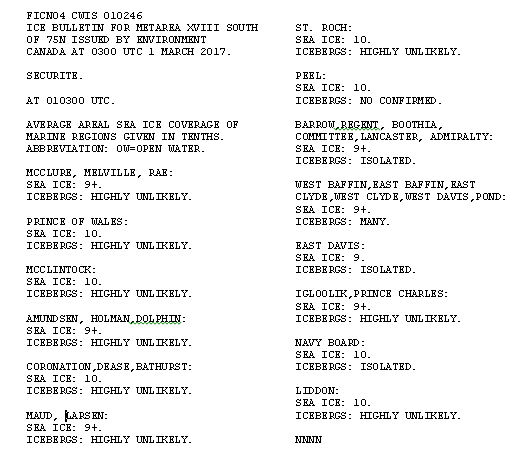 FICN04 CWIS 010246
ICE BULLETIN FOR METAREA XVIII SOUTH
OF 75N ISSUED BY ENVIRONMENT
CANADA AT 0300 UTC 1 MARCH 2017.
SECURITE.
AT 010300 UTC.
AVERAGE AREAL SEA ICE COVERAGE OF
MARINE REGIONS GIVEN IN TENTHS.
ABBREVIATION: OW=OPEN WATER.
MCCLURE, MELVILLE, RAE:
SEA ICE: 9+.
ICEBERGS: HIGHLY UNLIKELY.
PRINCE OF WALES:
SEA ICE: 10.
ICEBERGS: HIGHLY UNLIKELY.
MCCLINTOCK:
SEA ICE: 10.
ICEBERGS: HIGHLY UNLIKELY.
AMUNDSEN, HOLMAN,DOLPHIN:
SEA ICE: 9+.
ICEBERGS: HIGHLY UNLIKELY.
CORONATION,DEASE,BATHURST:
SEA ICE: 10.
ICEBERGS: HIGHLY UNLIKELY.
MAUD, LARSEN:
SEA ICE: 9+.
ICEBERGS: HIGHLY UNLIKELY.
ST. ROCH:
SEA ICE: 10.
ICEBERGS: HIGHLY UNLIKELY.
PEEL:
SEA ICE: 10.
ICEBERGS: NO CONFIRMED.
BARROW,REGENT, BOOTHIA,
COMMITTEE,LANCASTER, ADMIRALTY:
SEA ICE: 9+.
ICEBERGS: ISOLATED.
WEST BAFFIN,EAST BAFFIN,EAST
CLYDE,WEST CLYDE,WEST DAVIS,POND:
SEA ICE: 9+.
ICEBERGS: MANY.
EAST DAVIS:
SEA ICE: 9.
ICEBERGS: ISOLATED.
IGLOOLIK,PRINCE CHARLES:
SEA ICE: 9+.
ICEBERGS: HIGHLY UNLIKELY.
NAVY BOARD:
SEA ICE: 10.
ICEBERGS: ISOLATED.
LIDDON:
SEA ICE: 10.
ICEBERGS: HIGHLY UNLIKELY.
NNNN